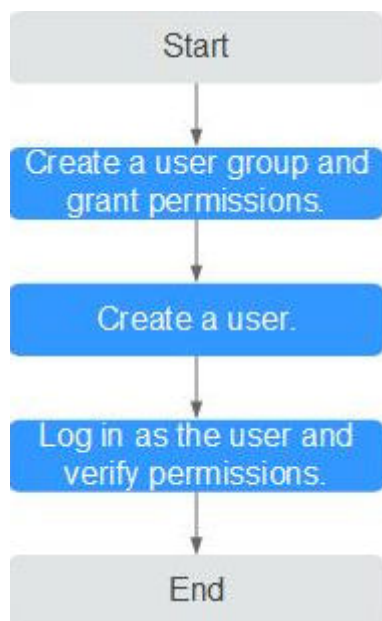 Start
Create a user group and
grant permissions.
Create a user.
Log in as the user and
verify permissions.
End